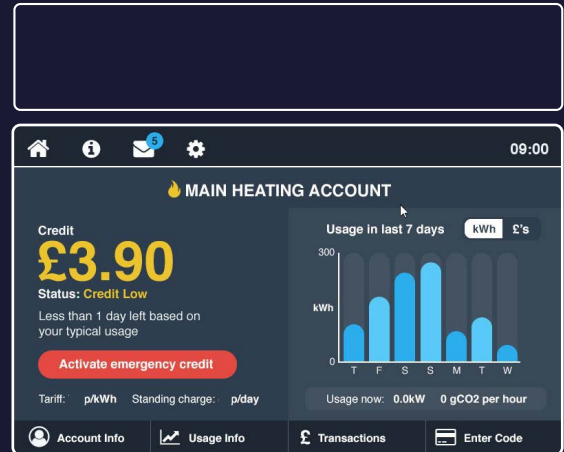 5
09:00
MAIN HEATING ACCOUNT
Credit
£3.90
Status: Credit Low
Less than 1 day left based on
your typical usage
Activate emergency credit
Tariff: p/kWh Standing charge: p/day
Usage in last 7 days kWh £'s
300
kWh
0
T F S S M T W
Usage now: 0.0kW 0 gCO2 per hour
Account Info Usage Info £ Transactions Enter Code